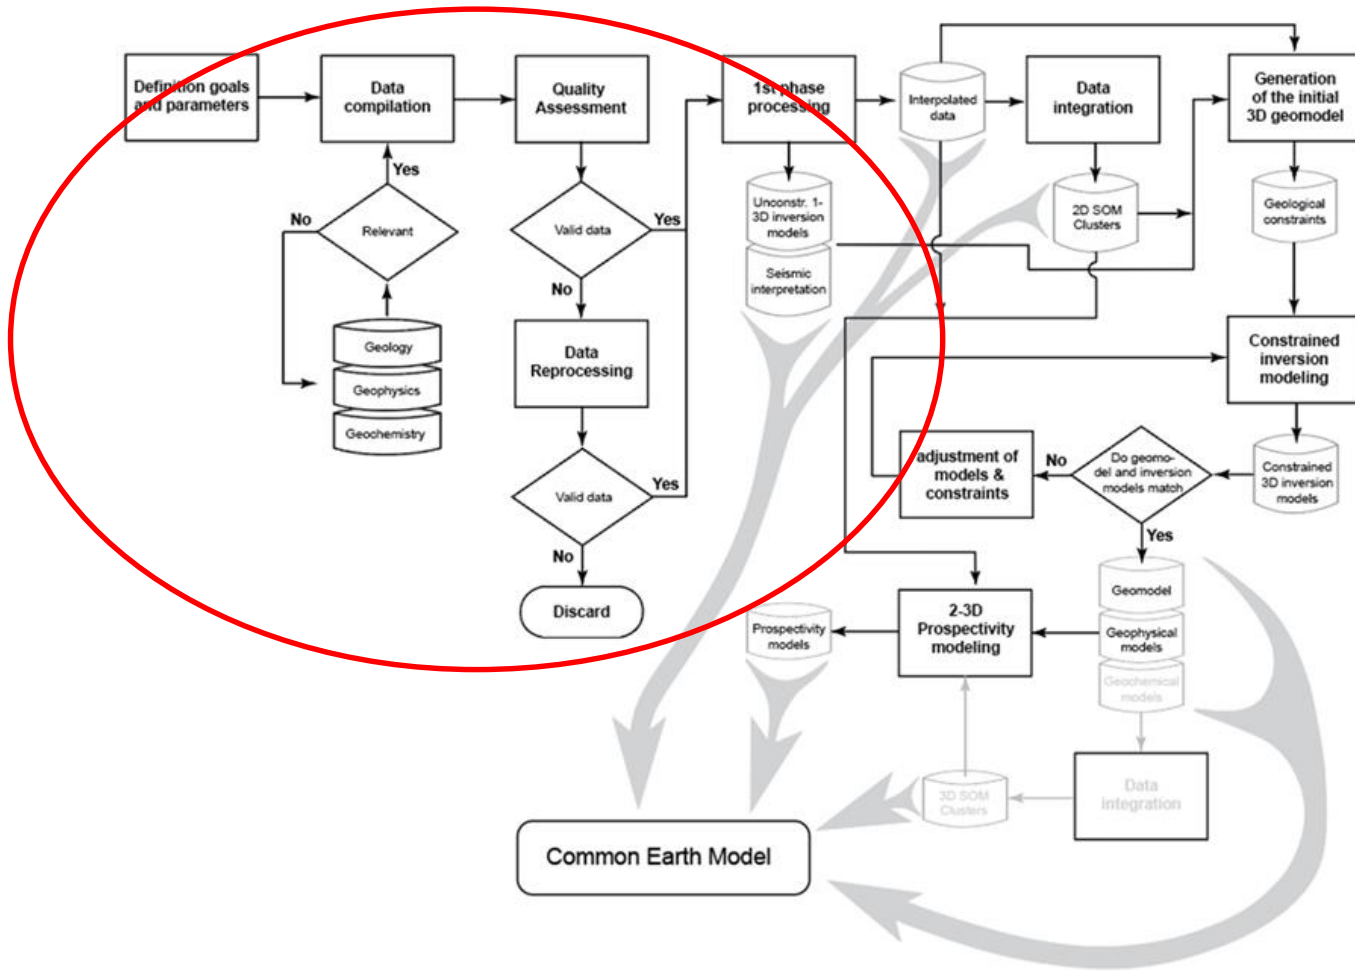 Definition goals
and parameters
Data
compilation
Quality
Assessment
1st phase
processing
Interpolated
data
Data
integration
Generation
of the initial
3D geomodel
Yes
No
Relevant
Valid data
Yes
Unconstr. 1-
3D inversion
models
2D SOM
Clusters
Geological
constraints
Seismic
interpretation
No
Geology
Geophysics
Geochemistry
Data
Reprocessing
Constrained
inversion
modeling
Valid data
Yes
adjustment of
models &
constraints
No
Do geomo-
del and inversion
models match
Constrained
3D inversion
models
Yes
No
Discard
Prospectivity
models
2-3D
Prospectivity
modeling
Geomodel
Geophysical
models
Geochemical
models
3D SOM
Clusters
Data
integration
Common Earth Model